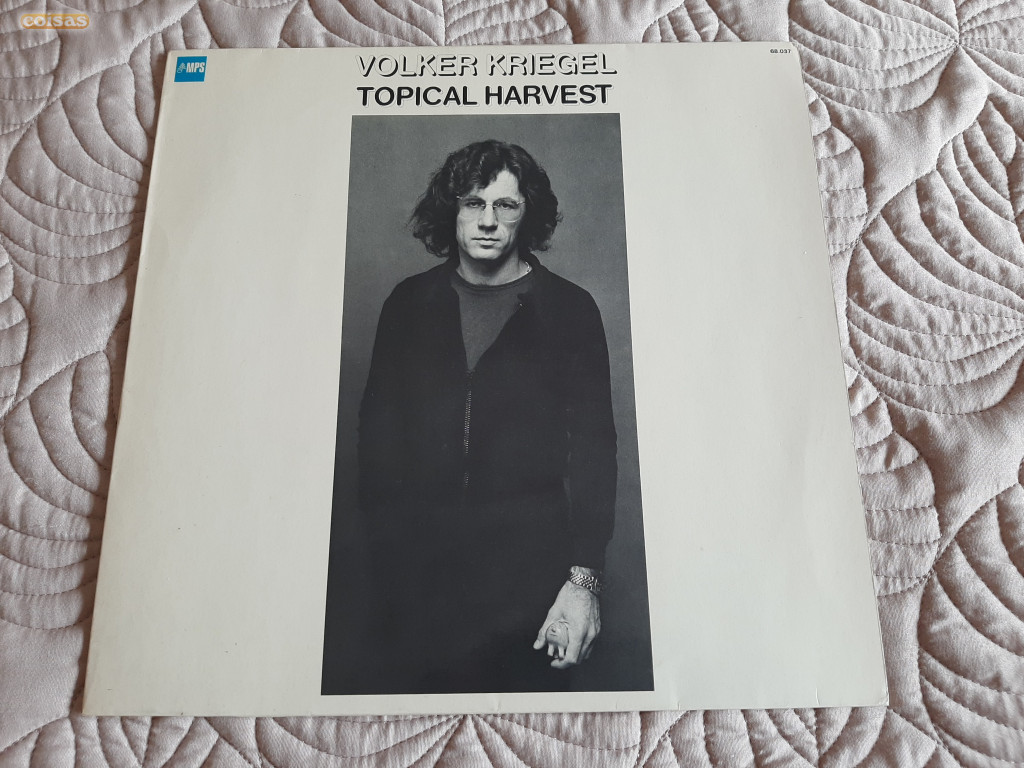 coisas
MPS
68.037
VOLKER KRIEGEL
TOPICAL HARVEST